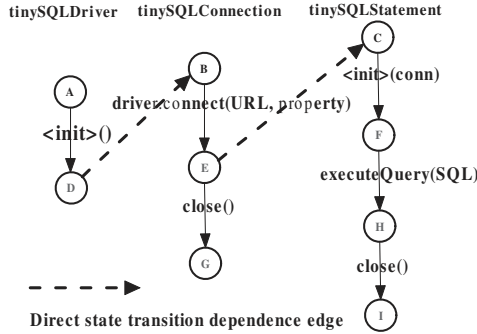 tinySQLDriver tinySQLConnection tinySQLStatement
C
B
<init>(conn)
A
driver.connect(URL, property)
<init>()
F
E
D
executeQuery(SQL)
close()
H
G
close()
I
Direct state transition dependence edge